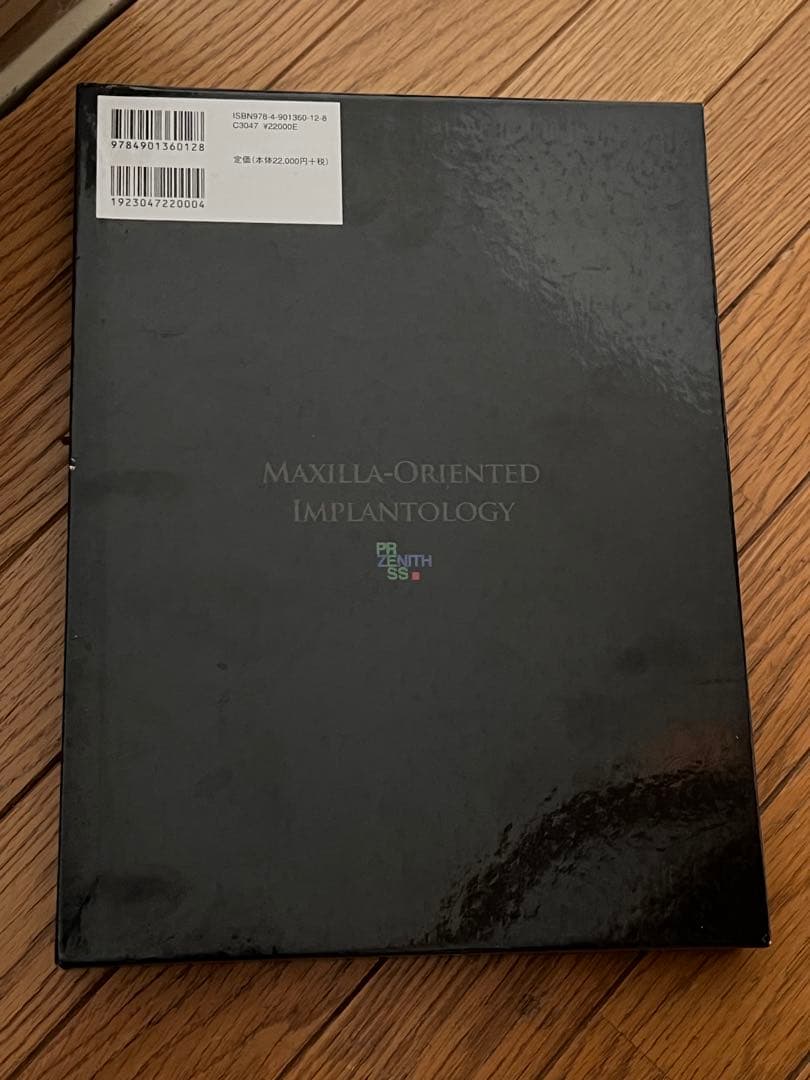 ISBN978-4-901360-12-8
C3047 ¥22000E
9784901360128
定価(本体22,000円+税)
1923047220004
MAXILLA-ORIENTED
IMPLANTOLOGY
PR
ZENITH
SS